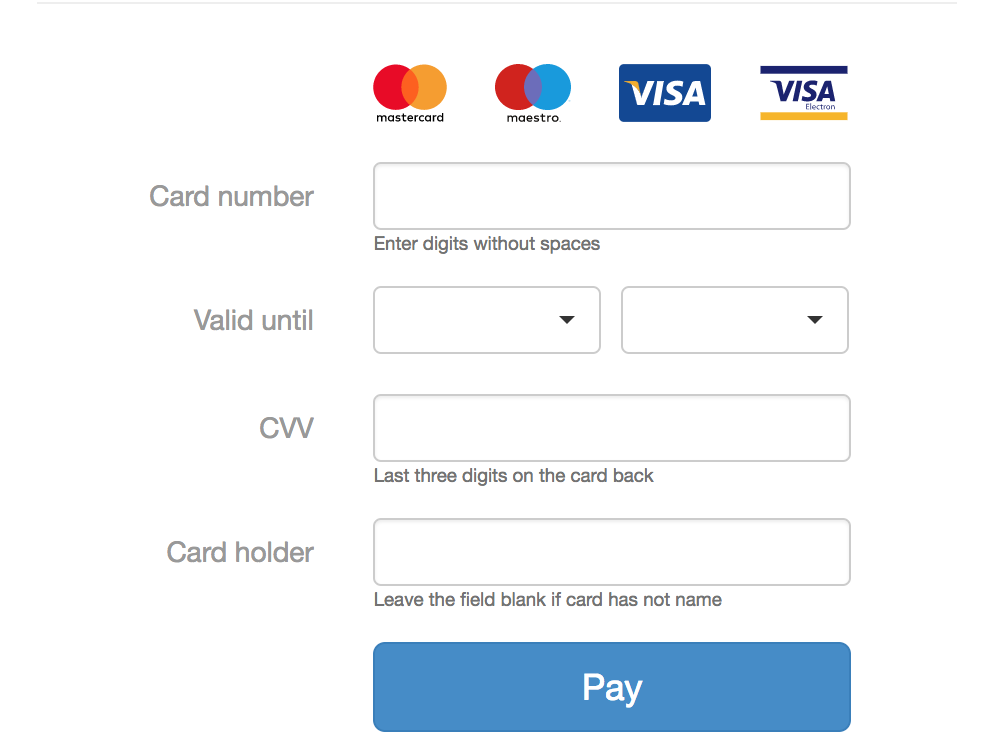 mastercard maestro. VISA VISA Electron
Card number
Enter digits without spaces
Valid until
CVV
Last three digits on the card back
Card holder
Leave the field blank if card has not name
Pay